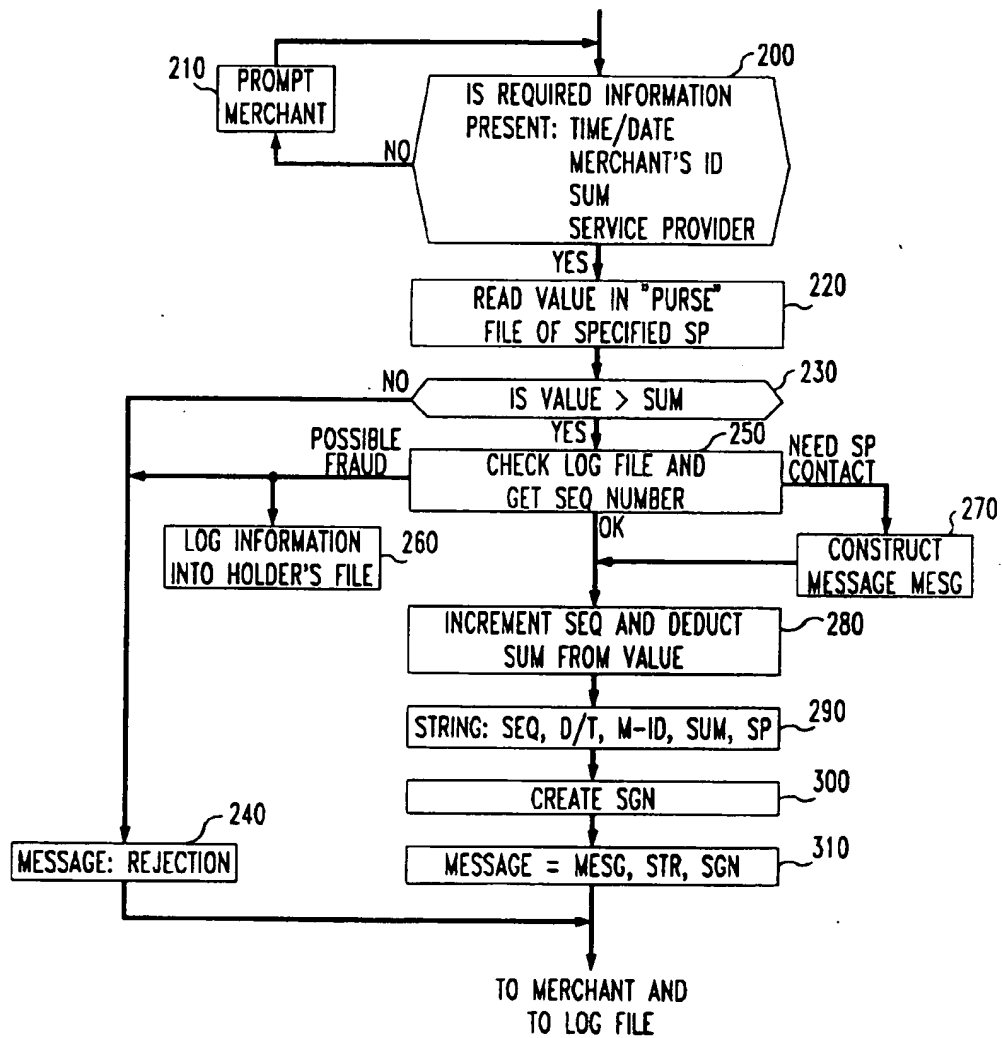 200
210
PROMPT
MERCHANT
IS REQUIRED INFORMATION
PRESENT: TIME/DATE
MERCHANT'S ID
SUM
SERVICE PROVIDER
NO
YES
READ VALUE IN "PURSE"
FILE OF SPECIFIED SP
220
NO
IS VALUE > SUM
230
YES
250
POSSIBLE
FRAUD
CHECK LOG FILE AND
GET SEQ NUMBER
NEED SP
CONTACT
OK
LOG INFORMATION
INTO HOLDER'S FILE
260
270
CONSTRUCT
MESSAGE MESG
INCREMENT SEQ AND DEDUCT
SUM FROM VALUE
280
STRING: SEQ, D/T, M-ID, SUM, SP
290
CREATE SGN
300
240
MESSAGE: REJECTION
MESSAGE = MESG, STR, SGN
310
TO MERCHANT AND
TO LOG FILE